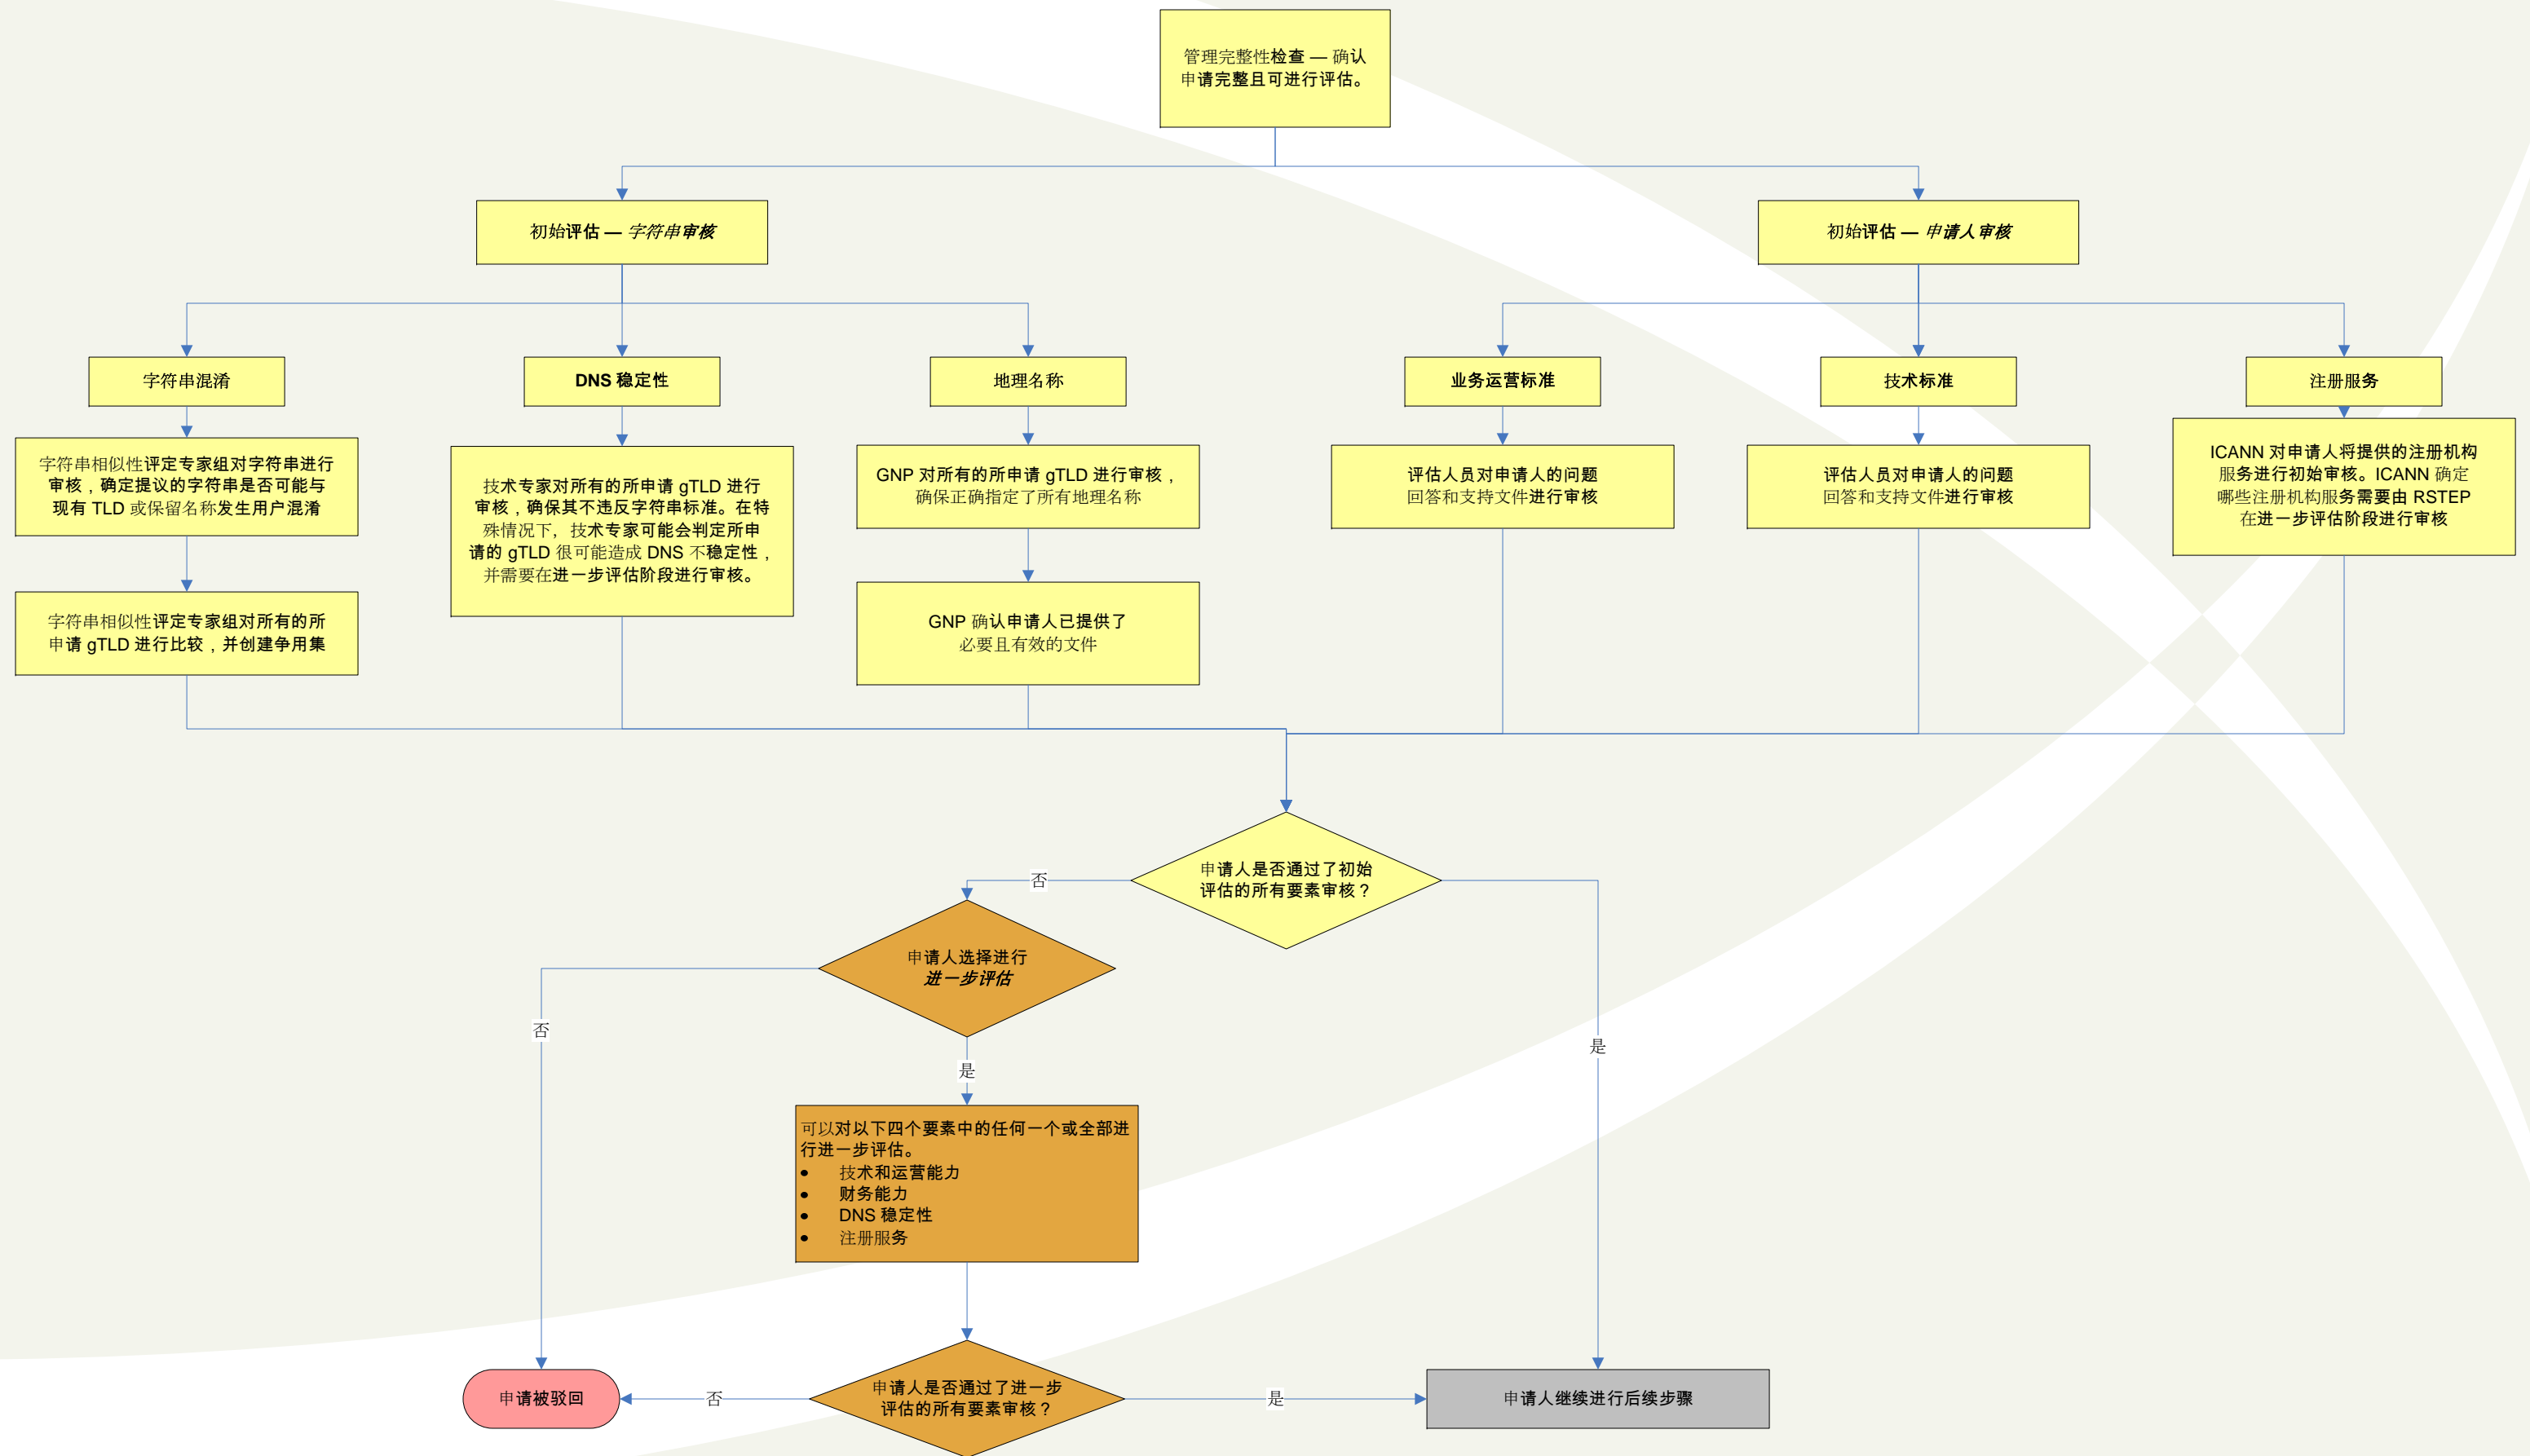 管理完整性检查 — 确认
申请完整且可进行评估。
初始评估 — 字符串审核
初始评估 — 申请人审核
字符串混淆
DNS 稳定性
地理名称
业务运营标准
技术标准
注册服务
字符串相似性评定专家组对字符串进行
审核，确定提议的字符串是否可能与
现有 TLD 或保留名称发生用户混淆
技术专家对所有的所申请 gTLD 进行
审核，确保其不违反字符串标准。在特
殊情况下，技术专家可能会判定所申
请的 gTLD 很可能造成 DNS 不稳定性，
并需要在进一步评估阶段进行审核。
GNP 对所有的所申请 gTLD 进行审核，
确保正确指定了所有地理名称
评估人员对申请人的问题
回答和支持文件进行审核
评估人员对申请人的问题
回答和支持文件进行审核
ICANN 对申请人将提供的注册机构
服务进行初始审核。ICANN 确定
哪些注册机构服务需要由 RSTEP
在进一步评估阶段进行审核
字符串相似性评定专家组对所有的所
申请 gTLD 进行比较，并创建争用集
GNP 确认申请人已提供了
必要且有效的文件
申请人是否通过了初始
评估的所有要素审核？
否
是
申请人选择进行
进一步评估
否
是
可以对以下四个要素中的任何一个或全部进
行进一步评估。
• 技术和运营能力
• 财务能力
• DNS 稳定性
• 注册服务
申请人是否通过了进一步
评估的所有要素审核？
否
是
申请被驳回
申请人继续进行后续步骤